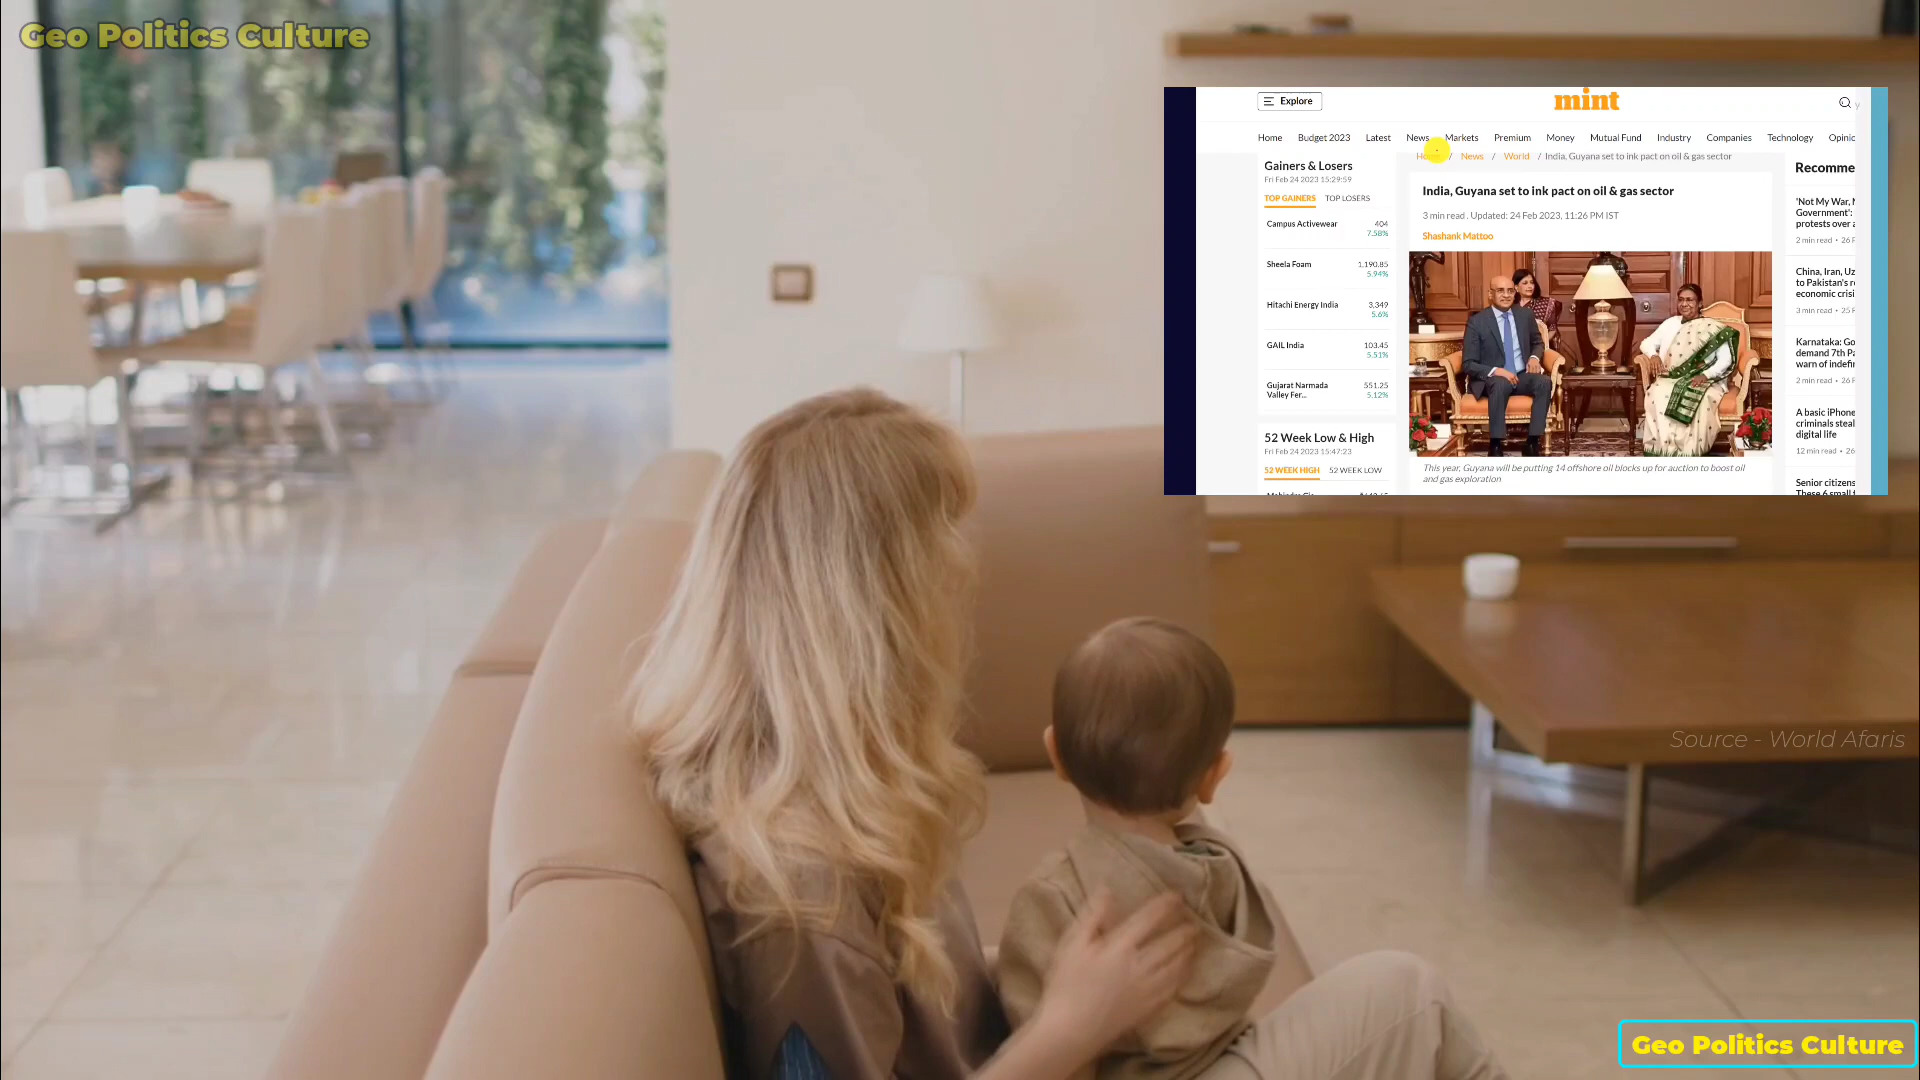 Geo Politics Culture
Explore
mint
Home Budget 2023 Latest News Markets Premium Money Mutual Fund Industry Companies Technology Opinio
News / World / India, Guyana set to ink pact on oil & gas sector
Gainers & Losers
Fri Feb 24 2023 15:29:59
TOP GAINERS TOP LOSERS
Campus Activewear 404
7.58%
Sheela Foam 1,190.85
5.94%
Hitachi Energy India 3,349
5.6%
GAIL India 103.45
5.51%
Gujarat Narmada 551.25
Valley Fer... 5.12%
52 Week Low & High
Fri Feb 24 2023 15:47:23
52 WEEK HIGH 52 WEEK LOW
India, Guyana set to ink pact on oil & gas sector
3 min read . Updated: 24 Feb 2023, 11:26 PM IST
Shashank Mattoo
This year, Guyana will be putting 14 offshore oil blocks up for auction to boost oil
and gas exploration
Recomme
'Not My War,
Government':
protests over
2 min read • 26
China, Iran, Uz
to Pakistan's
economic crisi
3 min read • 25
Karnataka: Go
demand 7th Pa
warn of indefi
2 min read • 26
A basic iPhone
criminals steal
digital life
12 min read • 26
Senior citizens
These 6 small
Source - World Afaris
Geo Politics Culture